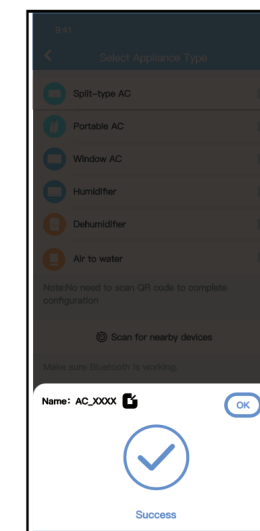 9:41
Select Appliance Type
Split-type AC
Portable AC
Window AC
Humidifier
Dehumidifier
Air to water
Note:No need to scan QR code to complete
configuration
Scan for nearby devices
Make sure Bluetooth is working.
Name: AC_XXXX
OK
Success